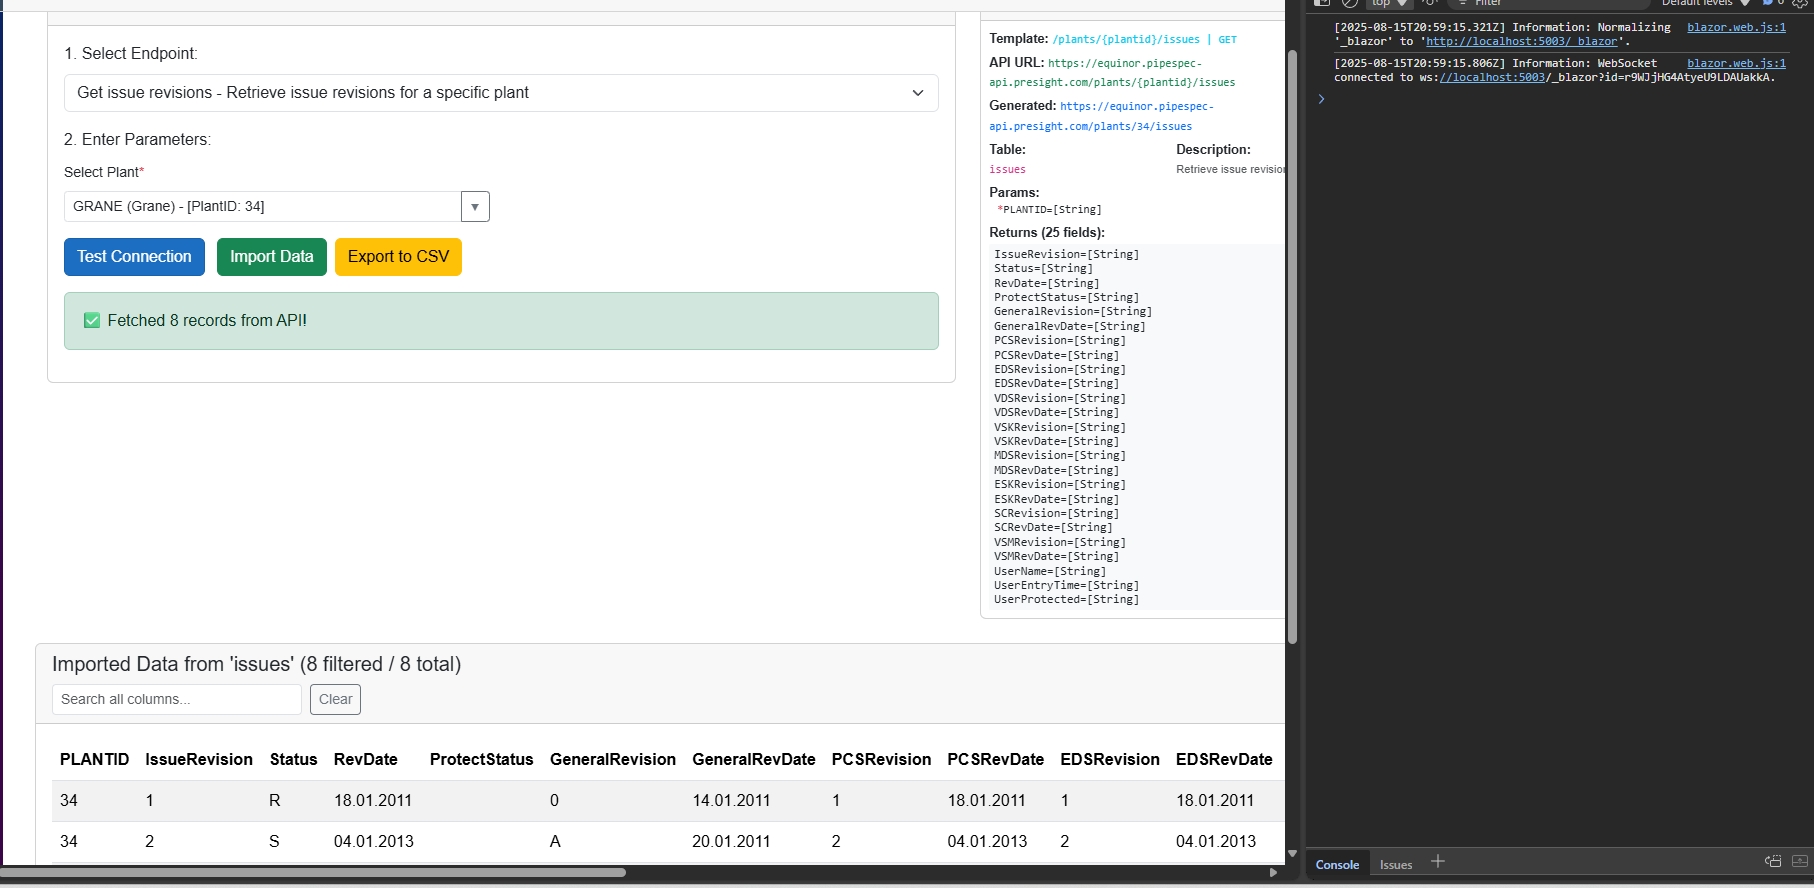 1. Select Endpoint:
Get issue revisions - Retrieve issue revisions for a specific plant
2. Enter Parameters:
Select Plant*
GRANE (Grane) - [PlantID: 34]
Test Connection Import Data Export to CSV
✅ Fetched 8 records from API!
Template: /plants/{plantid}/issues | GET
API URL: https://equinor.pipespec-
api.presight.com/plants/{plantid}/issues
Generated: https://equinor.pipespec-
api.presight.com/plants/34/issues
Table: Description:
issues Retrieve issue revision
Params:
*PLANTID=[String]
Returns (25 fields):
IssueRevision=[String]
Status=[String]
RevDate=[String]
ProtectStatus=[String]
GeneralRevision=[String]
GeneralRevDate=[String]
PCSRevision=[String]
PCSRevDate=[String]
EDSRevision=[String]
EDSRevDate=[String]
VDSRevision=[String]
VDSRevDate=[String]
VSKRevision=[String]
VSKRevDate=[String]
MDSRevision=[String]
MDSRevDate=[String]
ESKRevision=[String]
ESKRevDate=[String]
SCRevision=[String]
SCRevDate=[String]
VSMRevision=[String]
VSMRevDate=[String]
UserName=[String]
UserEntryTime=[String]
UserProtected=[String]
Imported Data from 'issues' (8 filtered / 8 total)
Search all columns... Clear
PLANTID IssueRevision Status RevDate ProtectStatus GeneralRevision GeneralRevDate PCSRevision PCSRevDate EDSRevision EDSRevDate
34 1 R 18.01.2011 0 14.01.2011 1 18.01.2011 1 18.01.2011
34 2 S 04.01.2013 A 20.01.2011 2 04.01.2013 2 04.01.2013
top Filter Default levels
[2025-08-15T20:59:15.321Z] Information: Normalizing blazor.web.js:1
'_blazor' to 'http://localhost:5003/_blazor'.
[2025-08-15T20:59:15.806Z] Information: WebSocket blazor.web.js:1
connected to ws://localhost:5003/_blazor?id=r9WJjHG4AtyeU9LDAUakkA.
Console Issues